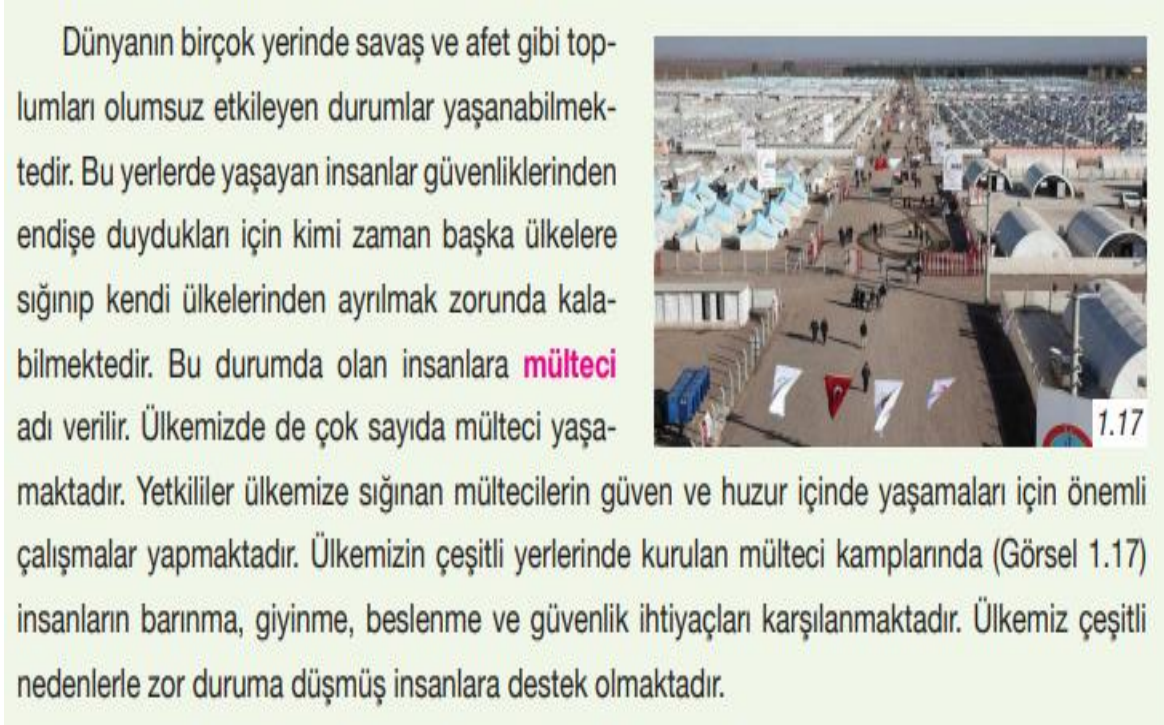 Dünyanın birçok yerinde savaş ve afet gibi top-
lumları olumsuz etkileyen durumlar yaşanabilmek-
tedir. Bu yerlerde yaşayan insanlar güvenliklerinden
endişe duydukları için kimi zaman başka ülkelere
sığınıp kendi ülkelerinden ayrılmak zorunda kala-
bilmektedir. Bu durumda olan insanlara mülteci
adı verilir. Ülkemizde de çok sayıda mülteci yaşa-
1.17
maktadır. Yetkililer ülkemize sığınan mültecilerin güven ve huzur içinde yaşamaları için önemli
çalışmalar yapmaktadır. Ülkemizin çeşitli yerlerinde kurulan mülteci kamplarında (Görsel 1.17)
insanların barınma, giyinme, beslenme ve güvenlik ihtiyaçları karşılanmaktadır. Ülkemiz çeşitli
nedenlerle zor duruma düşmüş insanlara destek olmaktadır.